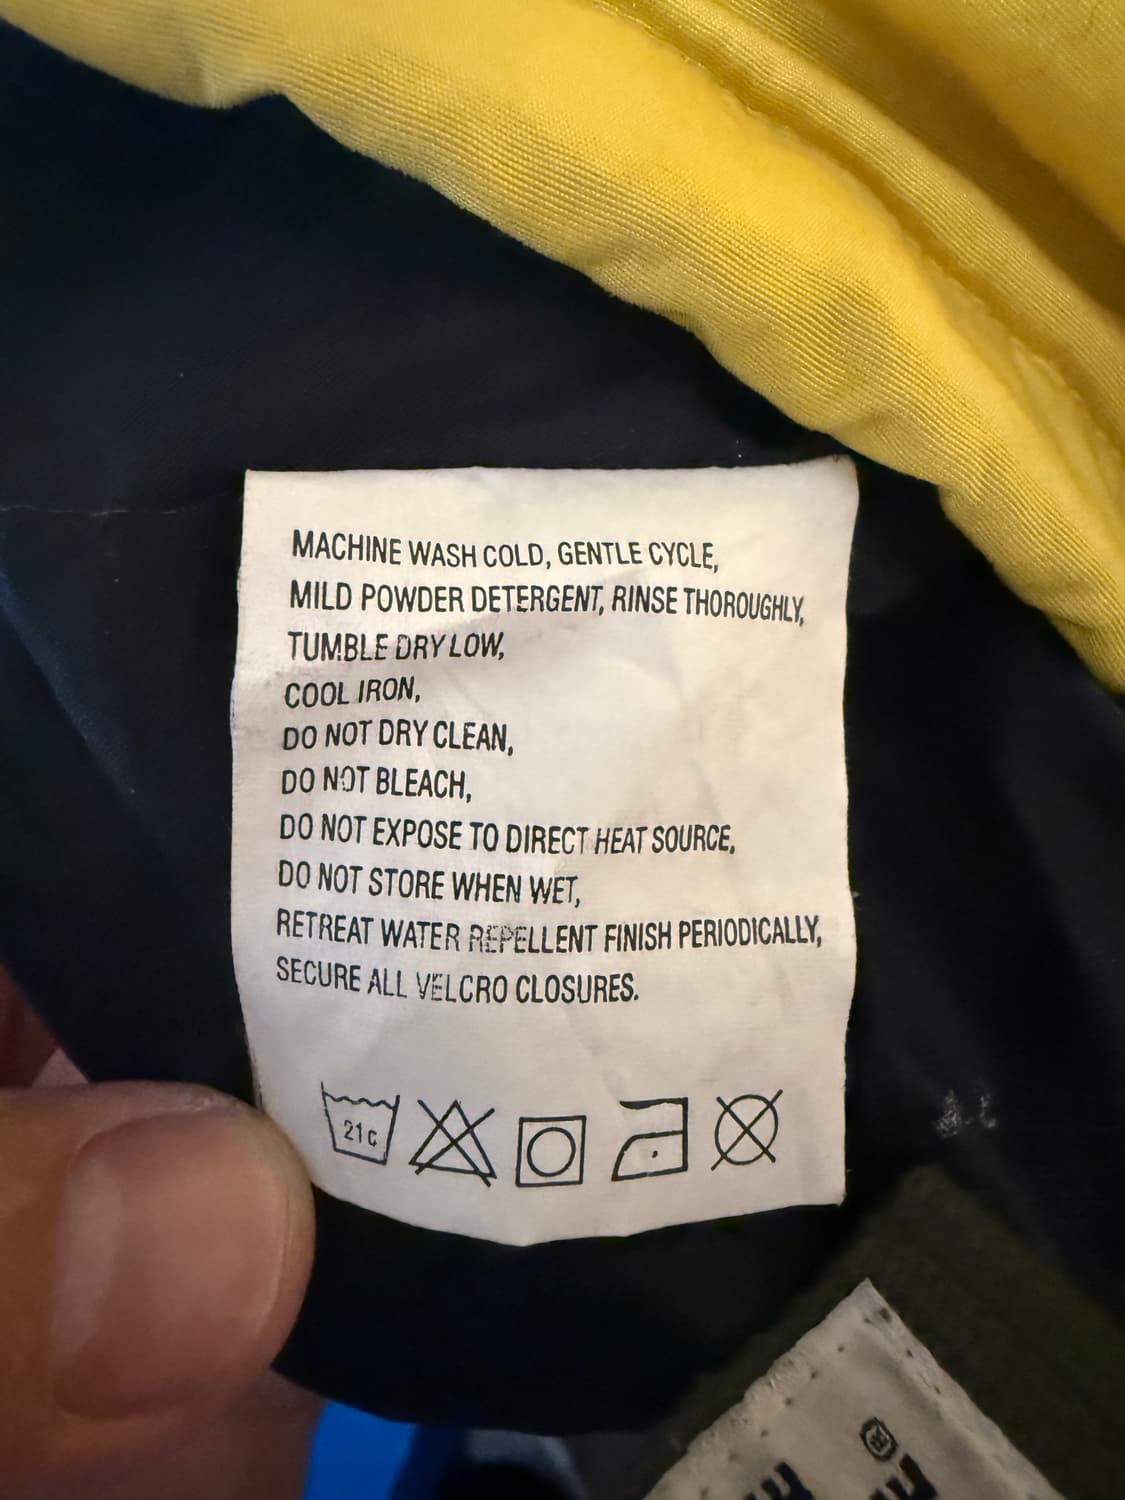 MACHINE WASH COLD, GENTLE CYCLE,
MILD POWDER DETERGENT, RINSE THOROUGHLY,
TUMBLE DRY LOW,
COOL IRON,
DO NOT DRY CLEAN,
DO NOT BLEACH,
DO NOT EXPOSE TO DIRECT HEAT SOURCE,
DO NOT STORE WHEN WET,
RETREAT WATER REPELLENT FINISH PERIODICALLY,
SECURE ALL VELCRO CLOSURES.
21C
®